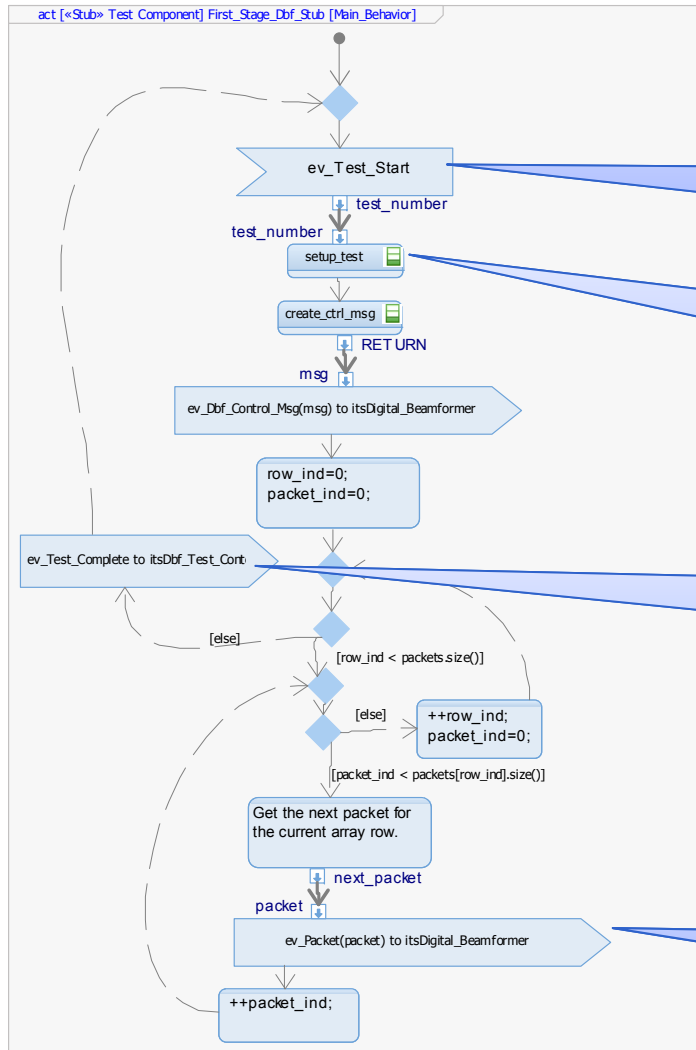 act [«Stub» Test Component] First_Stage_Dbf_Stub [Main_Behavior]
ev_Test_Start
test_number
test_number
setup_test
create_ctrl_msg
RETURN
msg
ev_Dbf_Control_Msg(msg) to itsDigital_Beamformer
row_ind=0;
packet_ind=0;
ev_Test_Complete to itsDbf_Test_Cont
[else]
[row_ind < packets.size()]
[else]
++row_ind;
packet_ind=0;
[packet_ind < packets[row_ind].size()]
Get the next packet for
the current array row.
next_packet
packet
ev_Packet(packet) to itsDigital_Beamformer
++packet_ind;